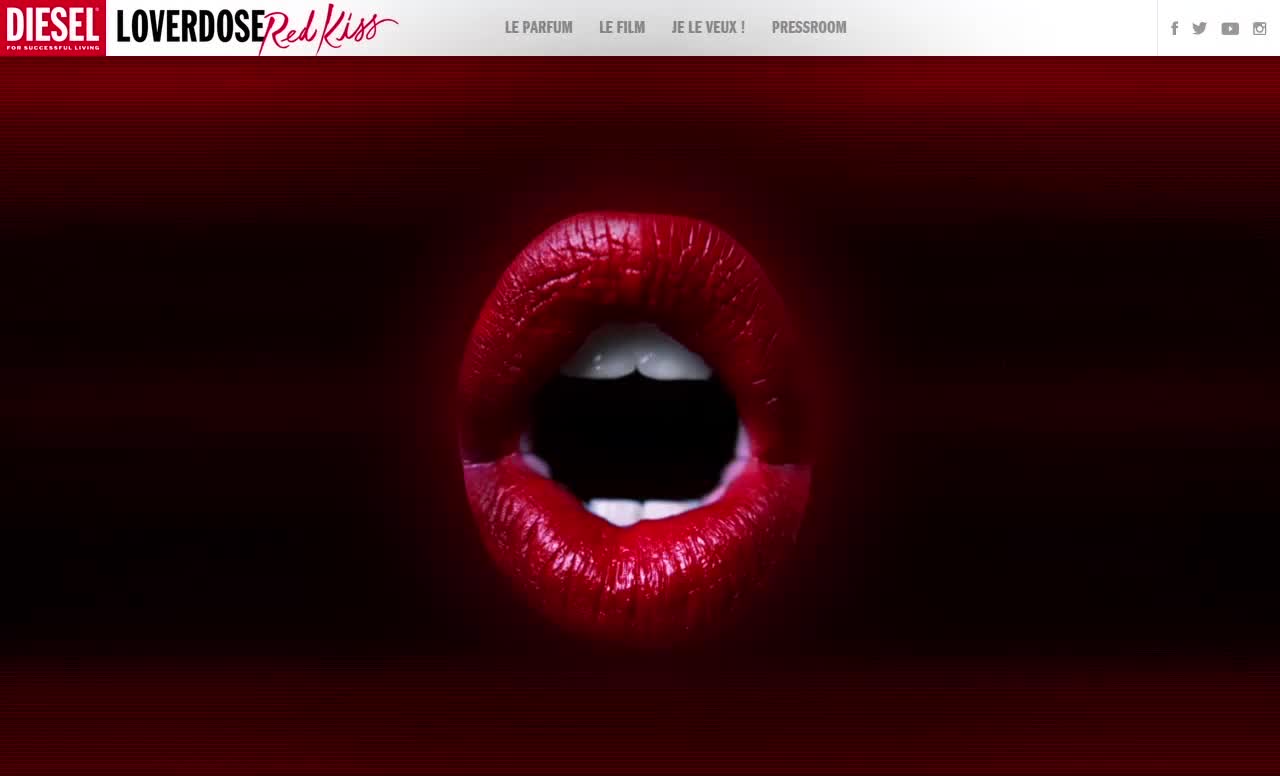 DIESEL®
FOR SUCCESSFUL LIVING
LOVERDOSE Red Kiss
LE PARFUM LE FILM JE LE VEUX ! PRESSROOM